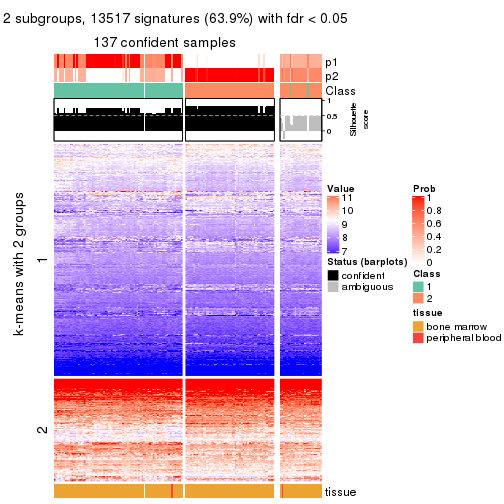 2 subgroups, 13517 signatures (63.9%) with fdr < 0.05
137 confident samples
p1
p2
Class
1
0.5
0
Silhouette
score
k-means with 2 groups
1
2
tissue
Value
11
10
9
8
7
Status (barplots)
confident
ambiguous
Prob
1
0.8
0.6
0.4
0.2
0
Class
1
2
tissue
bone marrow
peripheral blood